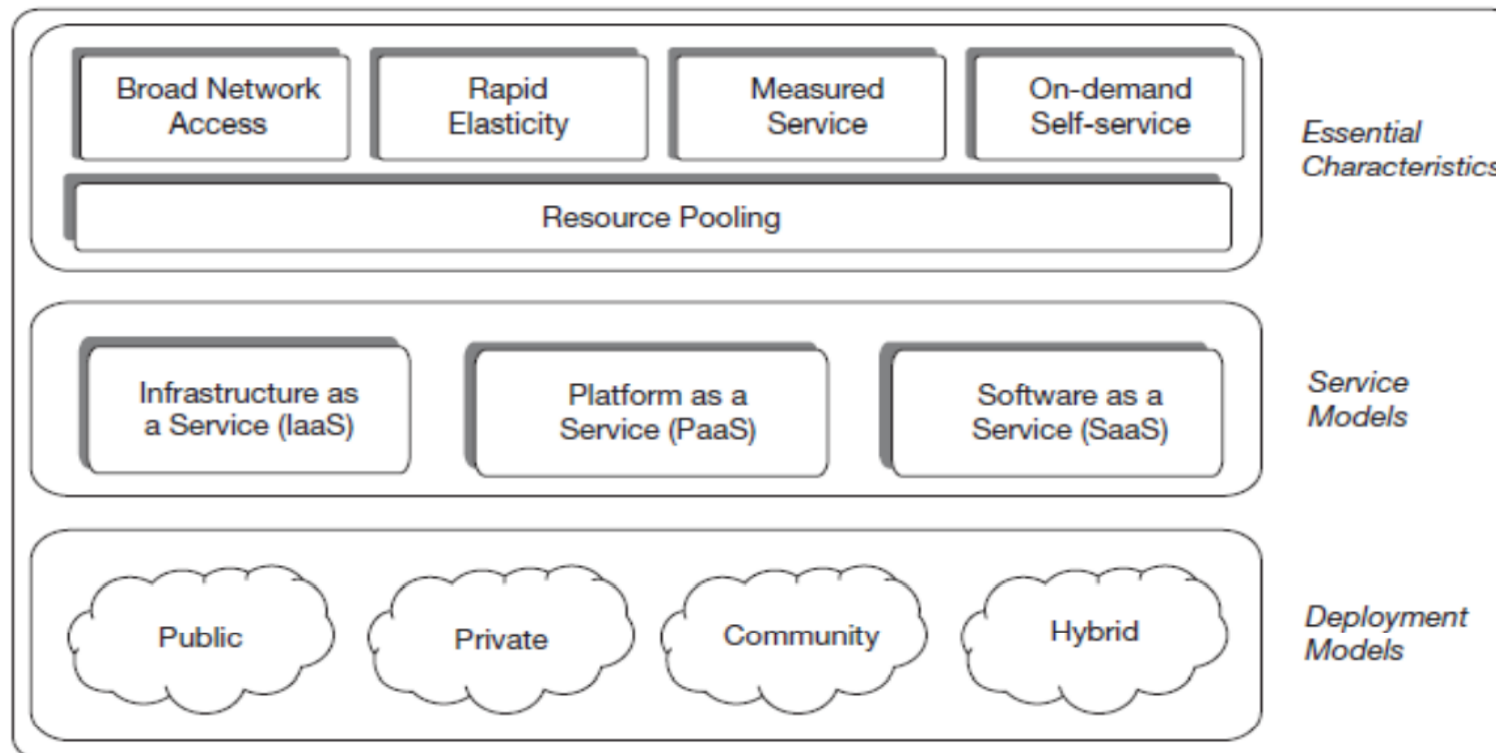 Broad Network
Access
Rapid
Elasticity
Measured
Service
On-demand
Self-service
Resource Pooling
Essential
Characteristics
Infrastructure as
a Service (IaaS)
Platform as a
Service (PaaS)
Software as a
Service (SaaS)
Service
Models
Public
Private
Community
Hybrid
Deployment
Models